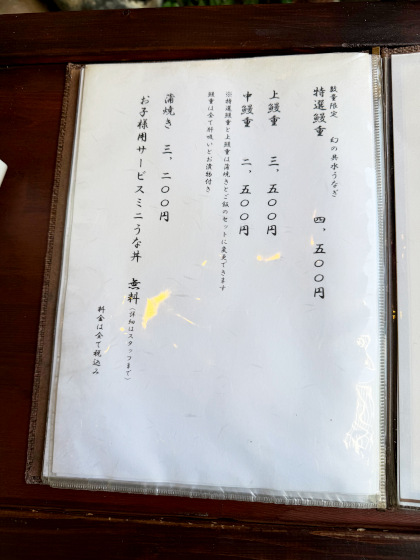 数量限定 幻の共水うなぎ
特選鰻重 四、五〇〇円
上鰻重 三、五〇〇円
中鰻重 二、五〇〇円
※特選鰻重と上鰻重は蒲焼きとご飯のセットに変更できます
鰻重は全て肝吸いとお漬物付き
蒲焼き 三、二〇〇円
お子様用サービスミニうな丼 無料(詳細はスタッフまで)
料金は全て税込み